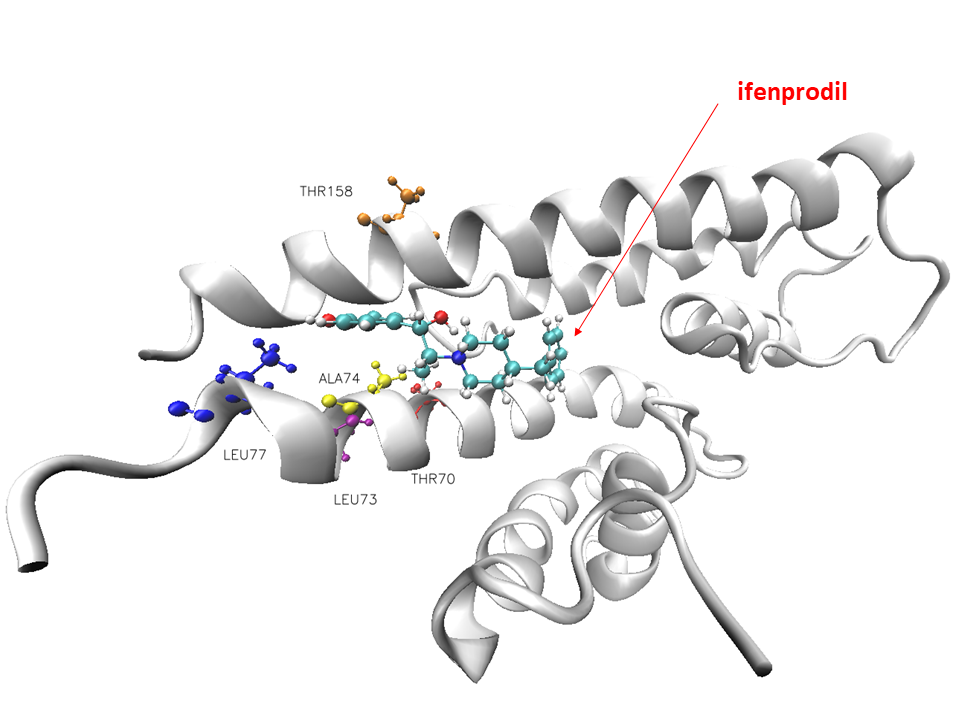 ifenprodil
THR158
ALA74
LEU77
THR70
LEU73